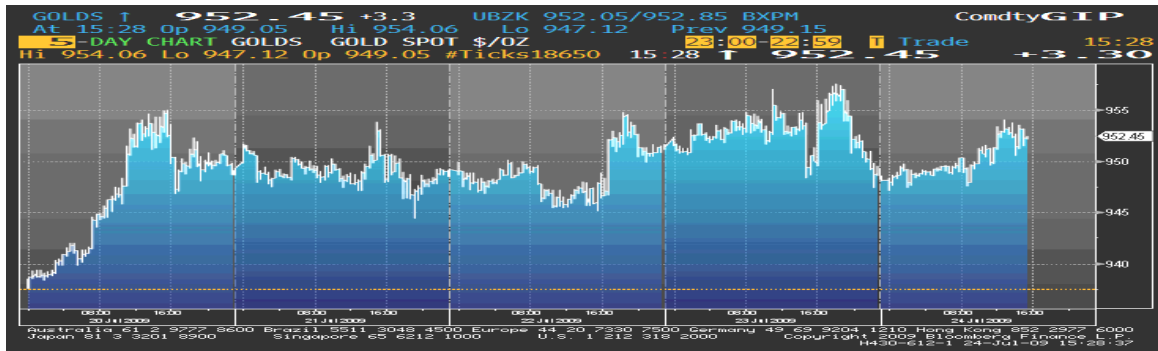 GOLDS ↑ 952.45 +3.3 UBZK 952.05/952.85 BXPM ComdtyGIP
At 15:28 Op 949.05 Hi 954.06 Lo 947.12 Prev 949.15
5-DAY CHART GOLDS GOLD SPOT $/OZ 23:00-22:59 T Trade 15:28
Hi 954.06 Lo 947.12 Op 949.05 #Ticks18650 15:28 ↑ 952.45 +3.30
955
952.45
950
945
940
08:00 16:00 08:00 16:00 08:00 16:00 08:00 16:00 08:00 16:00
20 Jul 2009 21 Jul 2009 22 Jul 2009 23 Jul 2009 24 Jul 2009
Australia 61 2 9777 8600 Brazil 5511 3048 4500 Europe 44 20 7330 7500 Germany 49 69 9204 1210 Hong Kong 852 2977 6000
Japan 81 3 3201 8900 Singapore 65 6212 1000 U.S. 1 212 318 2000 Copyright 2009 Bloomberg Finance L.P.
H430-612-1 24-Jul-09 15:28:37